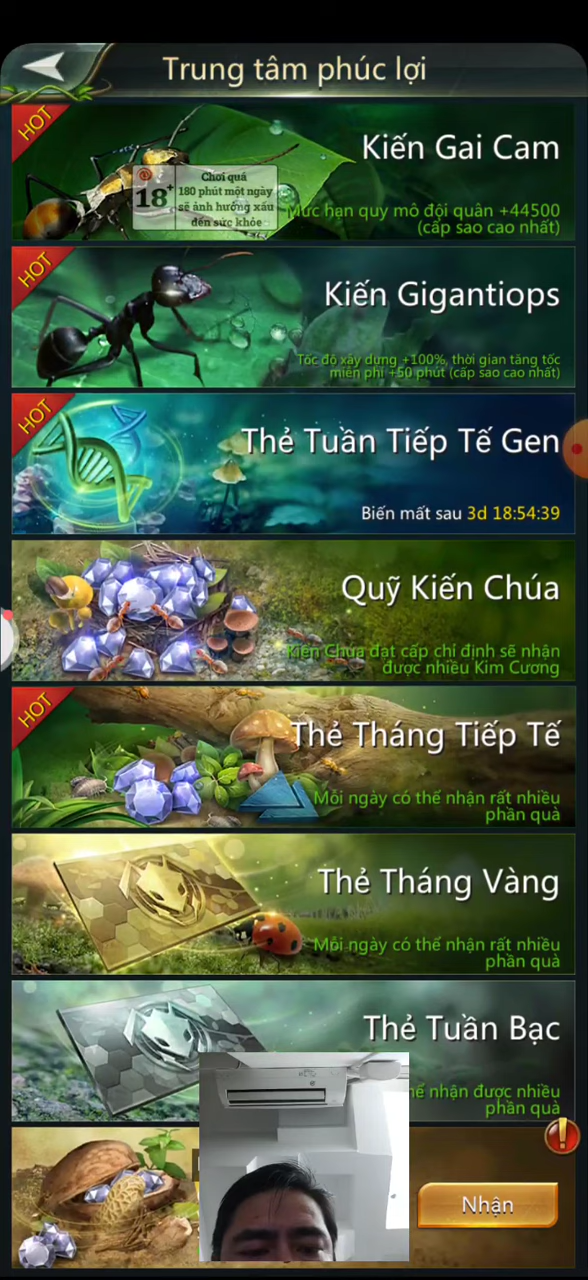 Trung tâm phúc lợi
HOT
Kiến Gai Cam
18+
Chơi quá
180 phút một ngày
sẽ ảnh hưởng xấu
đến sức khỏe
Mức hạn quy mô đội quân +44500
(cấp sao cao nhất)
HOT
Kiến Gigantiops
Tốc độ xây dựng +100%, thời gian tăng tốc
miễn phí +50 phút (cấp sao cao nhất)
HOT
Thẻ Tuần Tiếp Tế Gen
Biến mất sau 3d 18:54:39
Quỹ Kiến Chúa
Kiến Chúa đạt cấp chỉ định sẽ nhận
được nhiều Kim Cương
HOT
Thẻ Tháng Tiếp Tế
Mỗi ngày có thể nhận rất nhiều
phần quà
Thẻ Tháng Vàng
Mỗi ngày có thể nhận rất nhiều
phần quà
Thẻ Tuần Bạc
nhận được nhiều
phần quà
Nhận